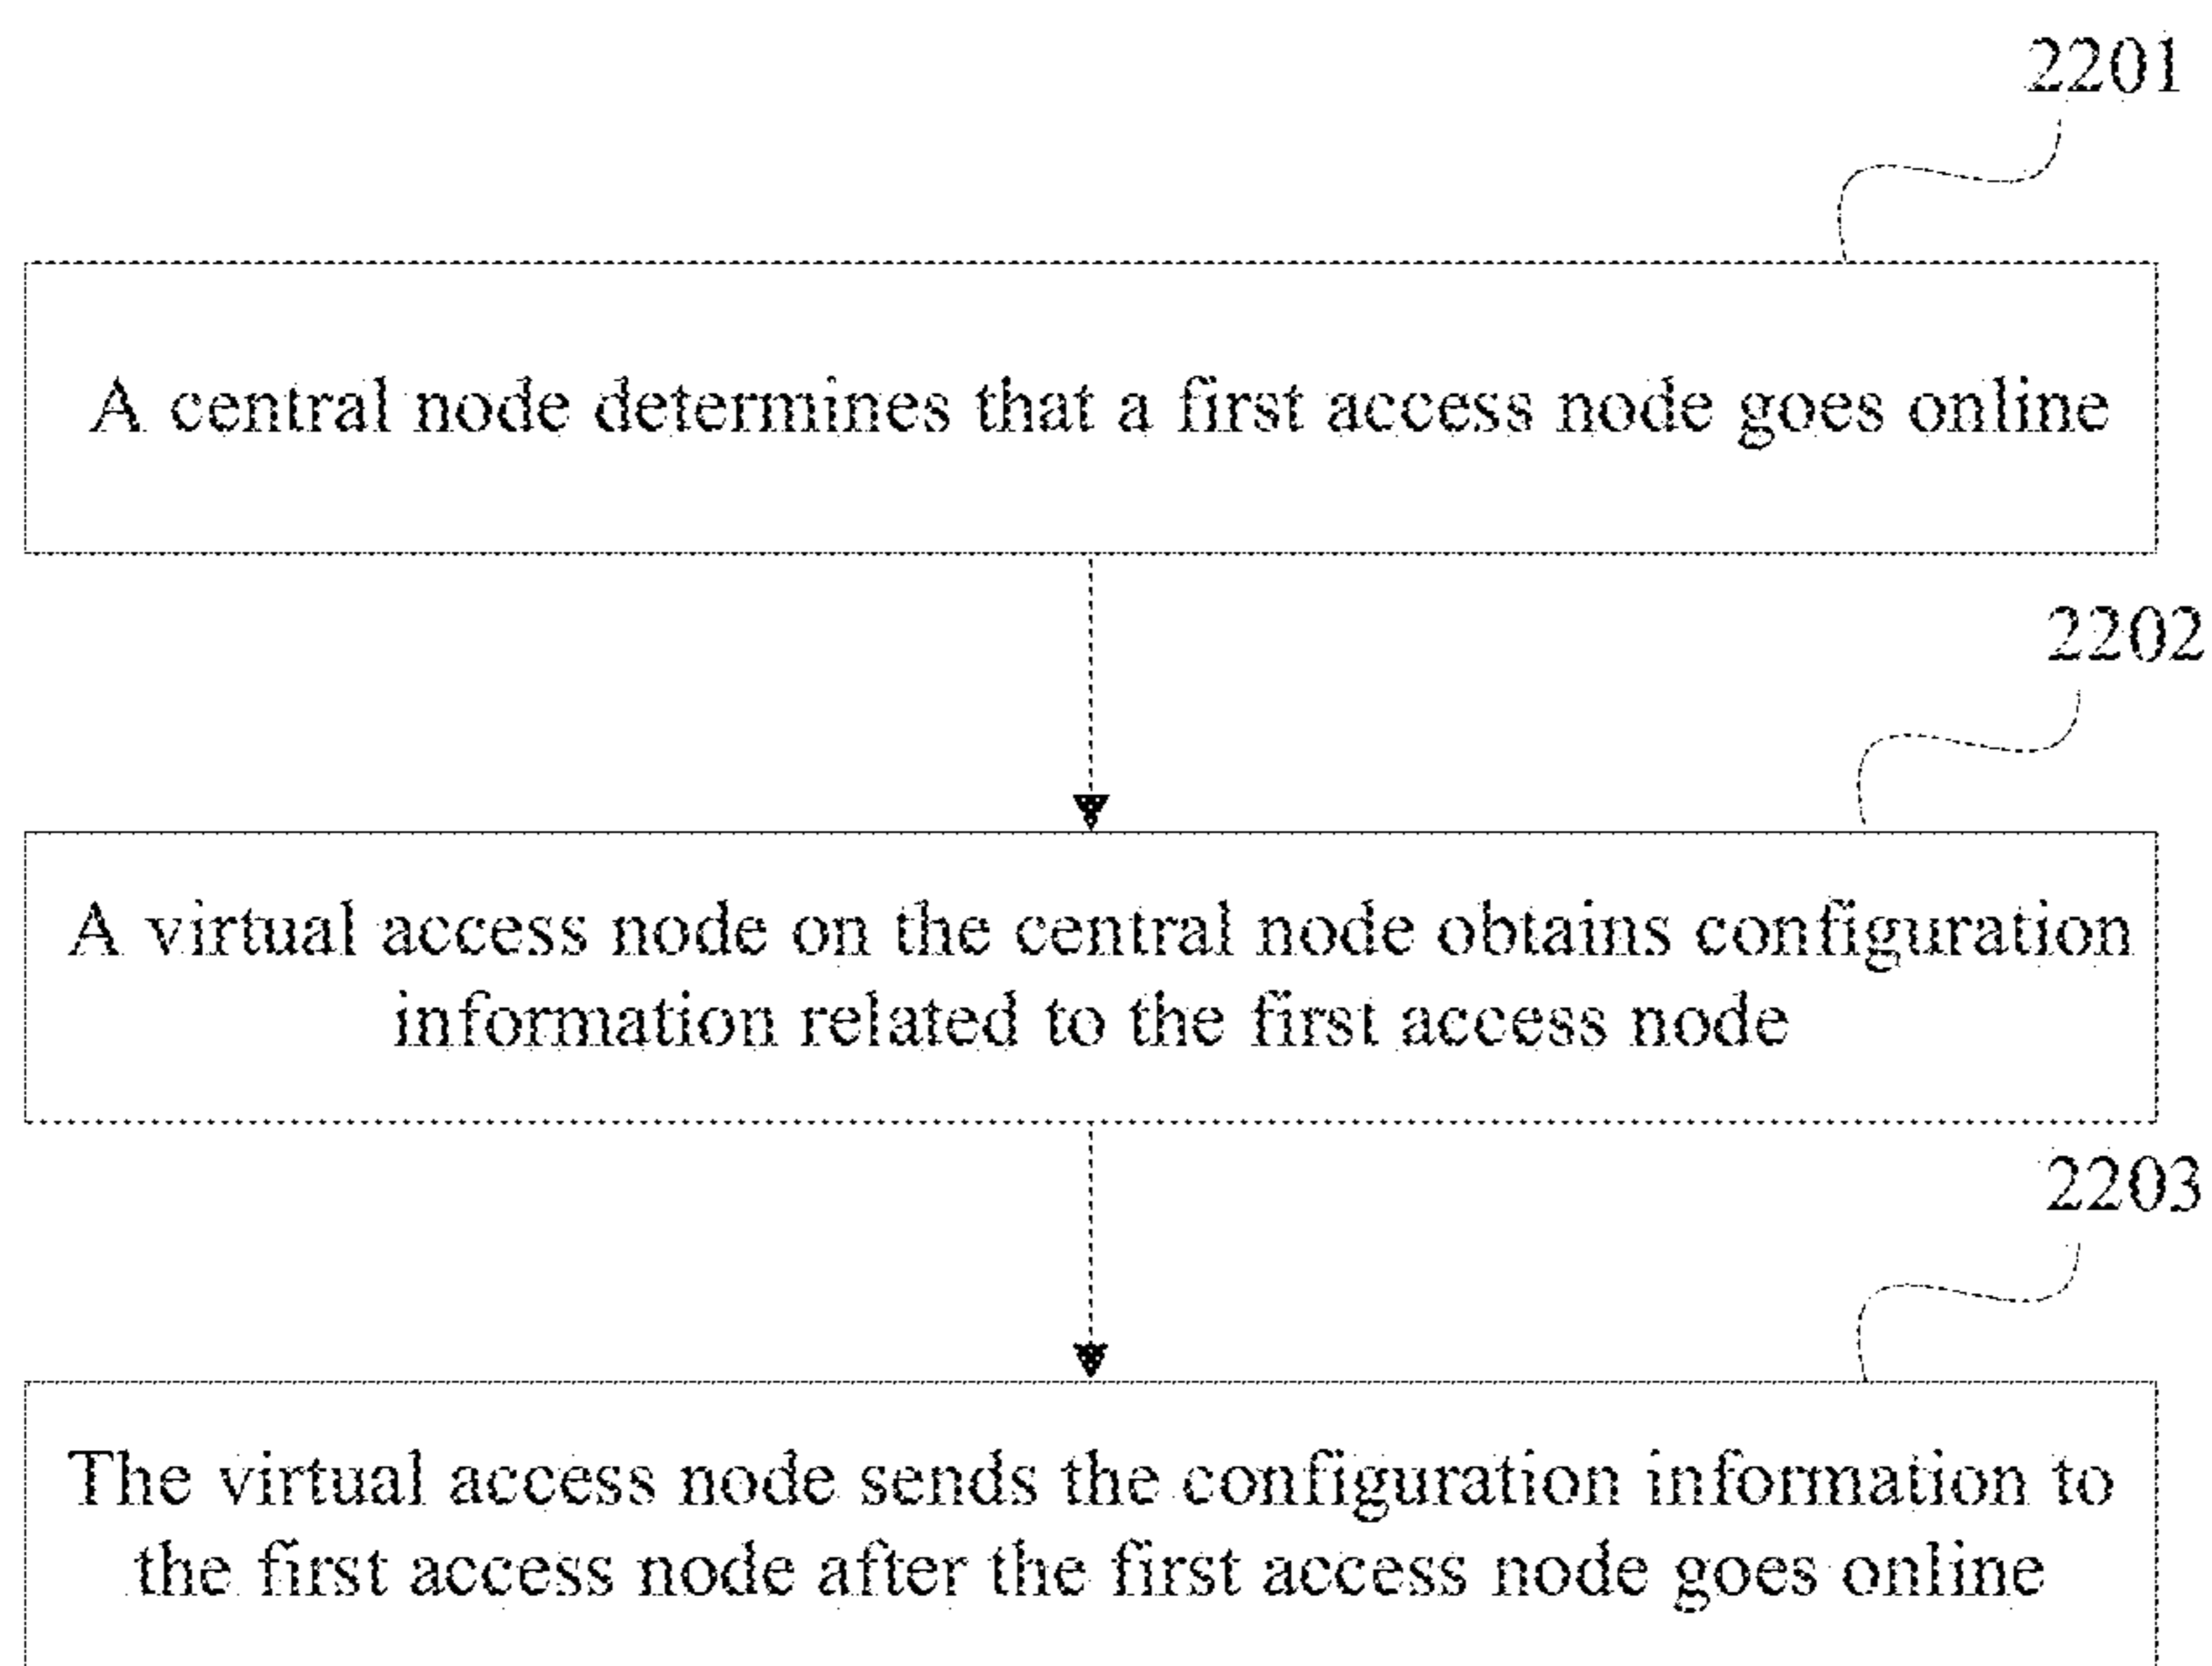 2201
A central node determines that a first access node goes online
2202
A virtual access node on the central node obtains configuration
information related to the first access node
2203
The virtual access node sends the configuration information to
the first access node after the first access node goes online